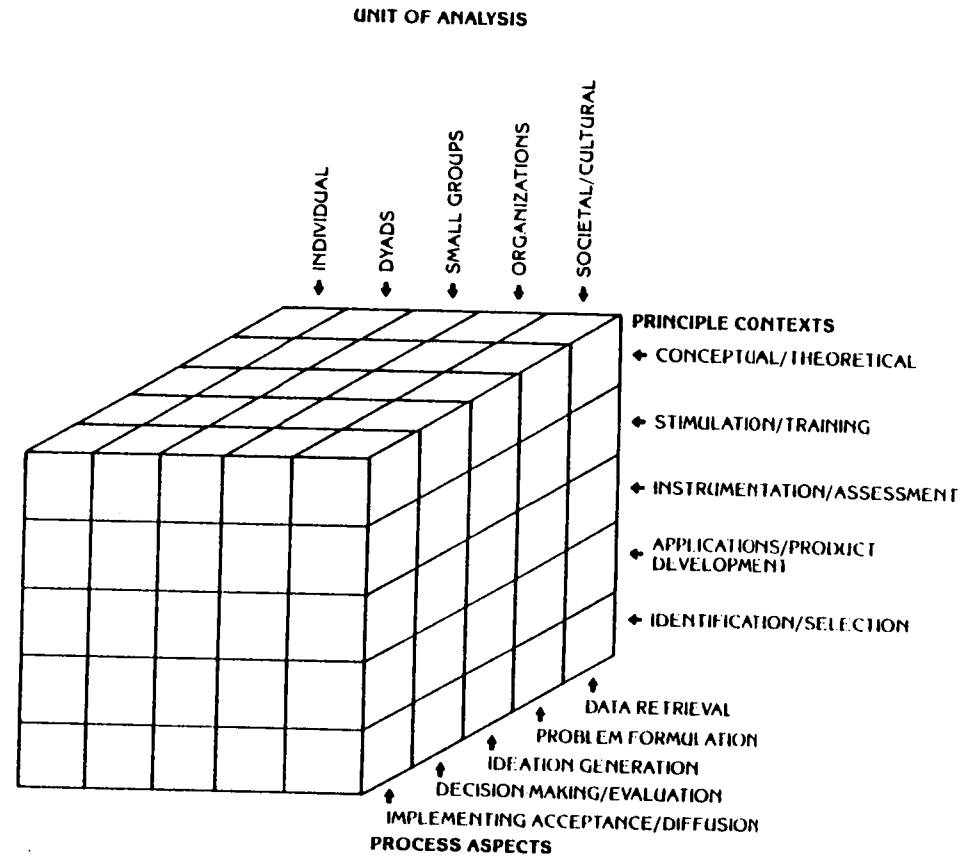 UNIT OF ANALYSIS
INDIVIDUAL
DYADS
SMALL GROUPS
ORGANIZATIONS
SOCIETAL/CULTURAL
PRINCIPLE CONTEXTS
CONCEPTUAL/THEORETICAL
STIMULATION/TRAINING
INSTRUMENTATION/ASSESSMENT
APPLICATIONS/PRODUCT
DEVELOPMENT
IDENTIFICATION/SELECTION
DATA RETRIEVAL
PROBLEM FORMULATION
IDEATION GENERATION
DECISION MAKING/EVALUATION
IMPLEMENTING ACCEPTANCE/DIFFUSION
PROCESS ASPECTS